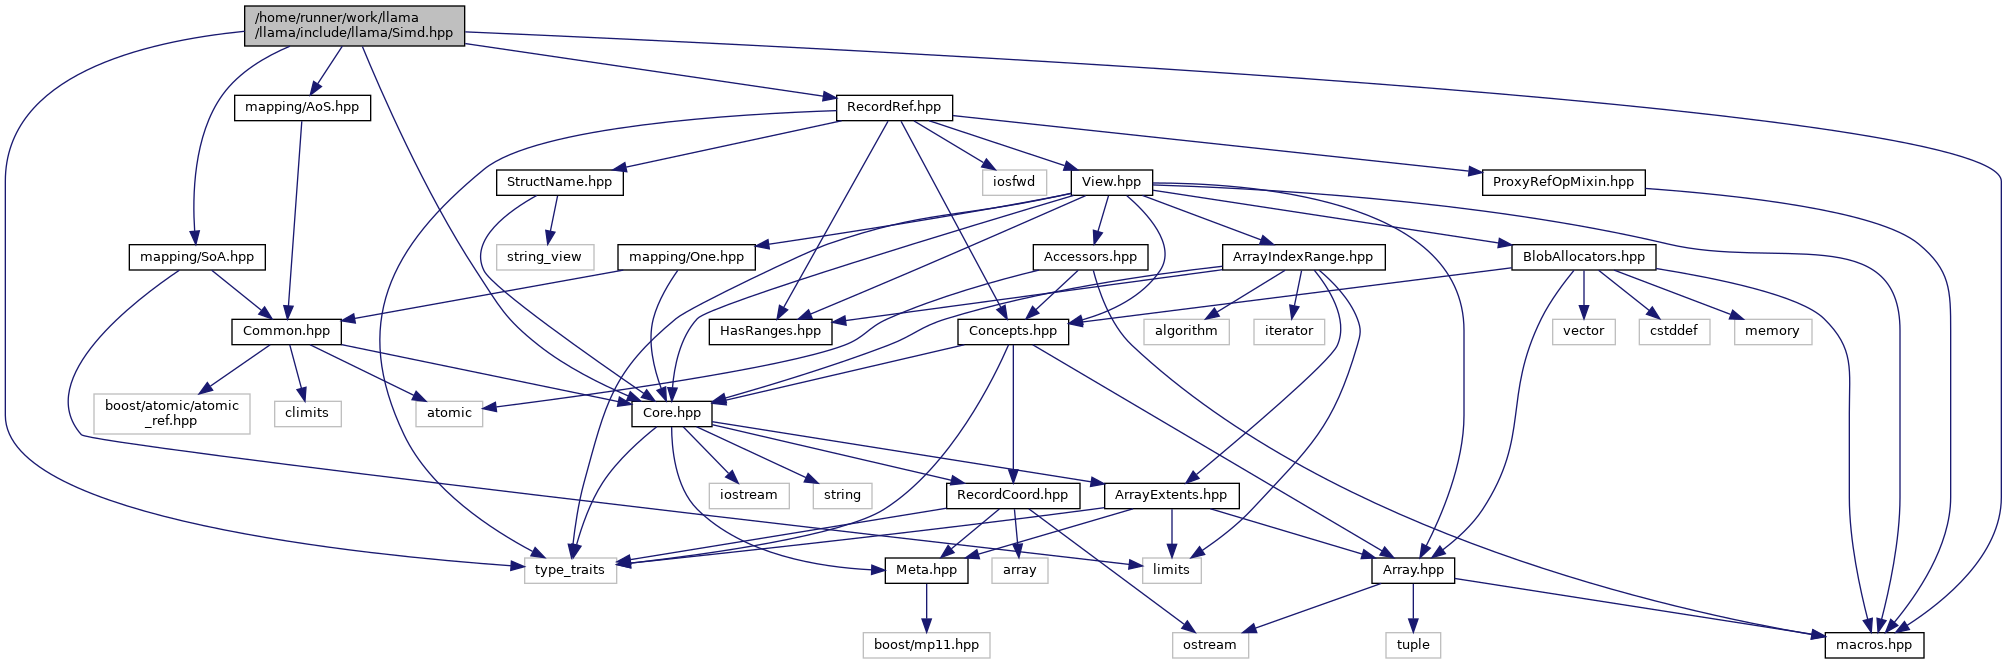 /home/runner/work/llama
/llama/include/llama/Simd.hpp
mapping/AoS.hpp
RecordRef.hpp
StructName.hpp
iosfwd
View.hpp
ProxyRefOpMixin.hpp
mapping/SoA.hpp
string_view
mapping/One.hpp
Accessors.hpp
ArrayIndexRange.hpp
BlobAllocators.hpp
Common.hpp
HasRanges.hpp
Concepts.hpp
algorithm
iterator
vector
cstddef
memory
boost/atomic/atomic
_ref.hpp
climits
atomic
Core.hpp
iostream
string
RecordCoord.hpp
ArrayExtents.hpp
type_traits
Meta.hpp
array
limits
Array.hpp
boost/mp11.hpp
ostream
tuple
macros.hpp